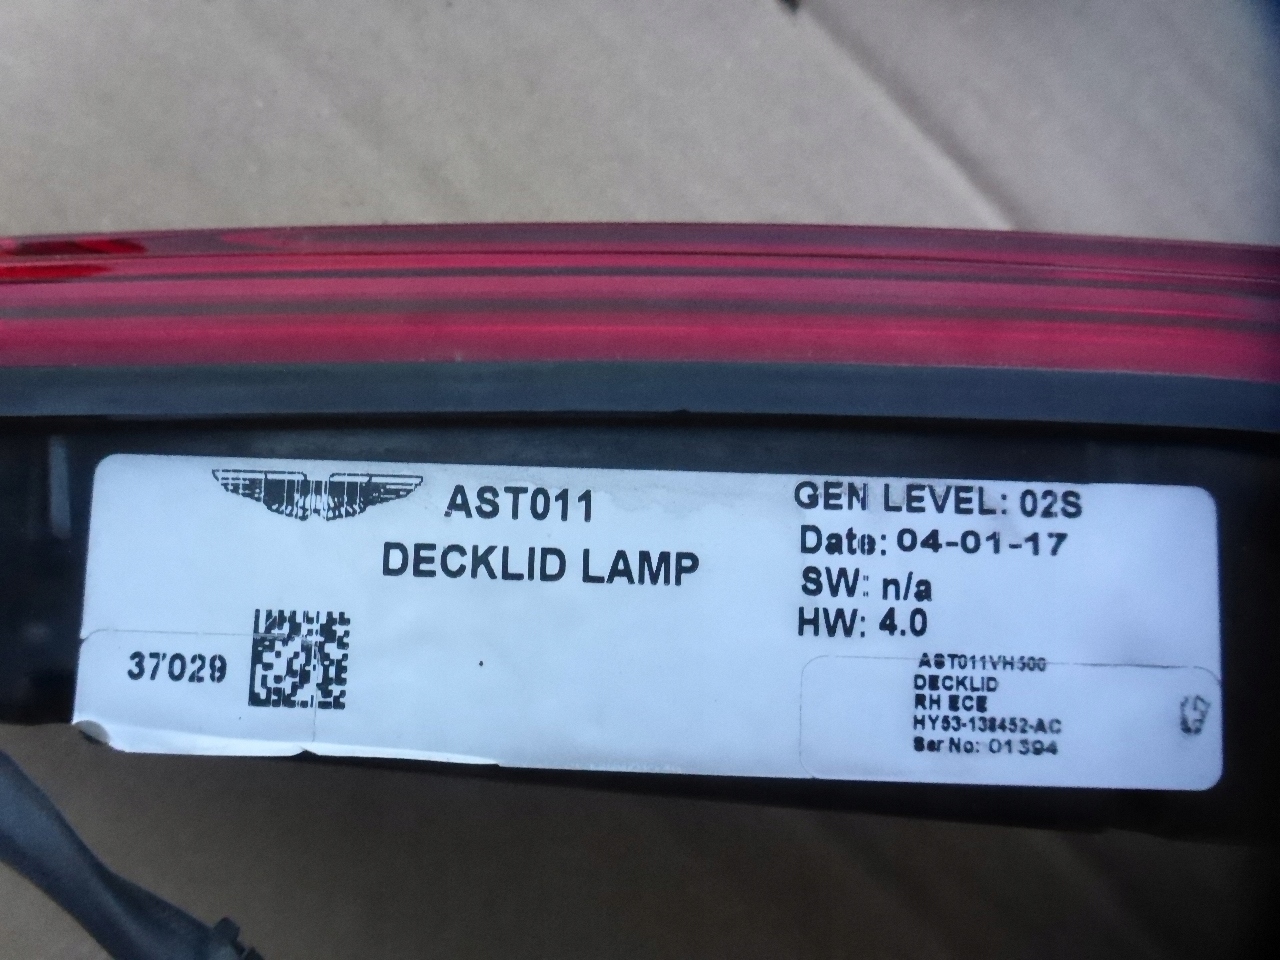 AST011
DECKLID LAMP
37029
GEN LEVEL: 02S
Date: 04-01-17
SW: n/a
HW: 4.0
AST011VH500
DECKLID
RH ECE
HY53-13B452-AC
Ser No: 01394